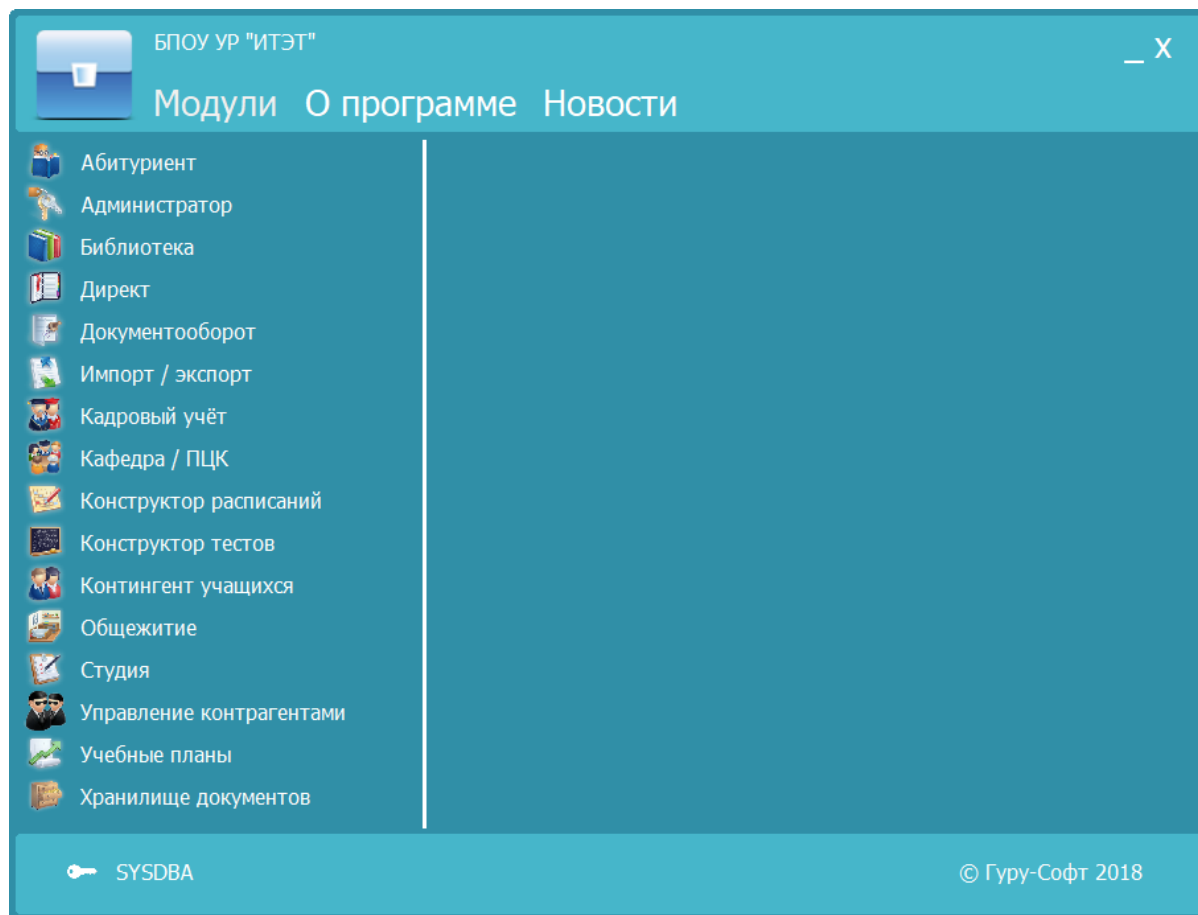 БПОУ УР "ИТЭТ"
_ X
Модули О программе Новости
Абитуриент
Администратор
Библиотека
Директ
Документооборот
Импорт / экспорт
Кадровый учёт
Кафедра / ПЦК
Конструктор расписаний
Конструктор тестов
Контингент учащихся
Общежитие
Студия
Управление контрагентами
Учебные планы
Хранилище документов
SYSDBA
© Гуру-Софт 2018